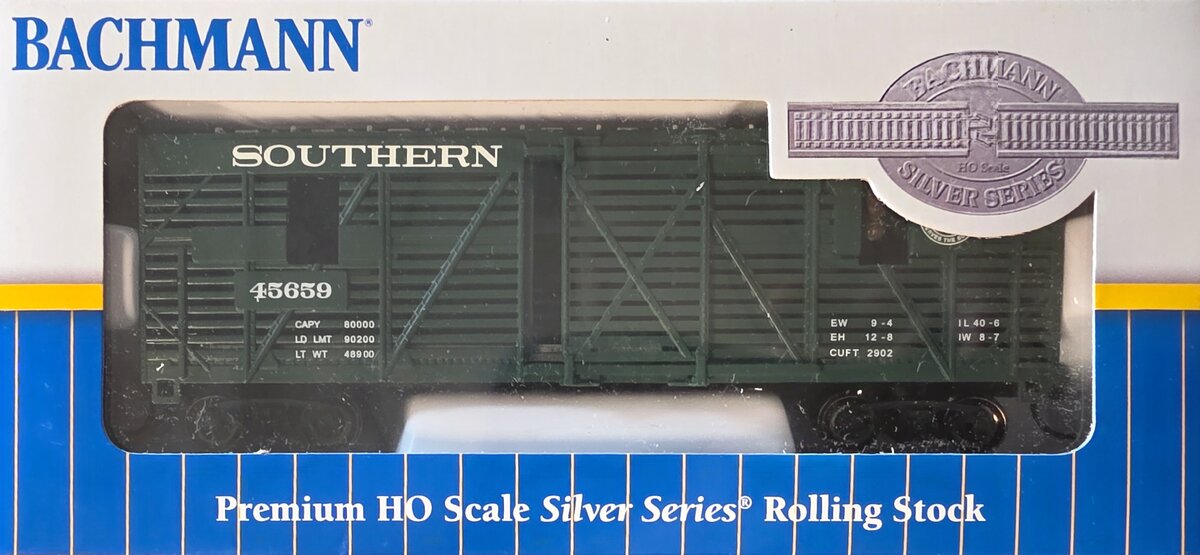 BACHMANN®
BACHMANN
HO Scale
SILVER SERIES
SOUTHERN
45659
CAPY 80000
LD LMT 90200
LT WT 48900
EW 9-4 IL 40-6
EH 12-8 IW 8-7
CUFT 2902
Premium HO Scale Silver Series® Rolling Stock